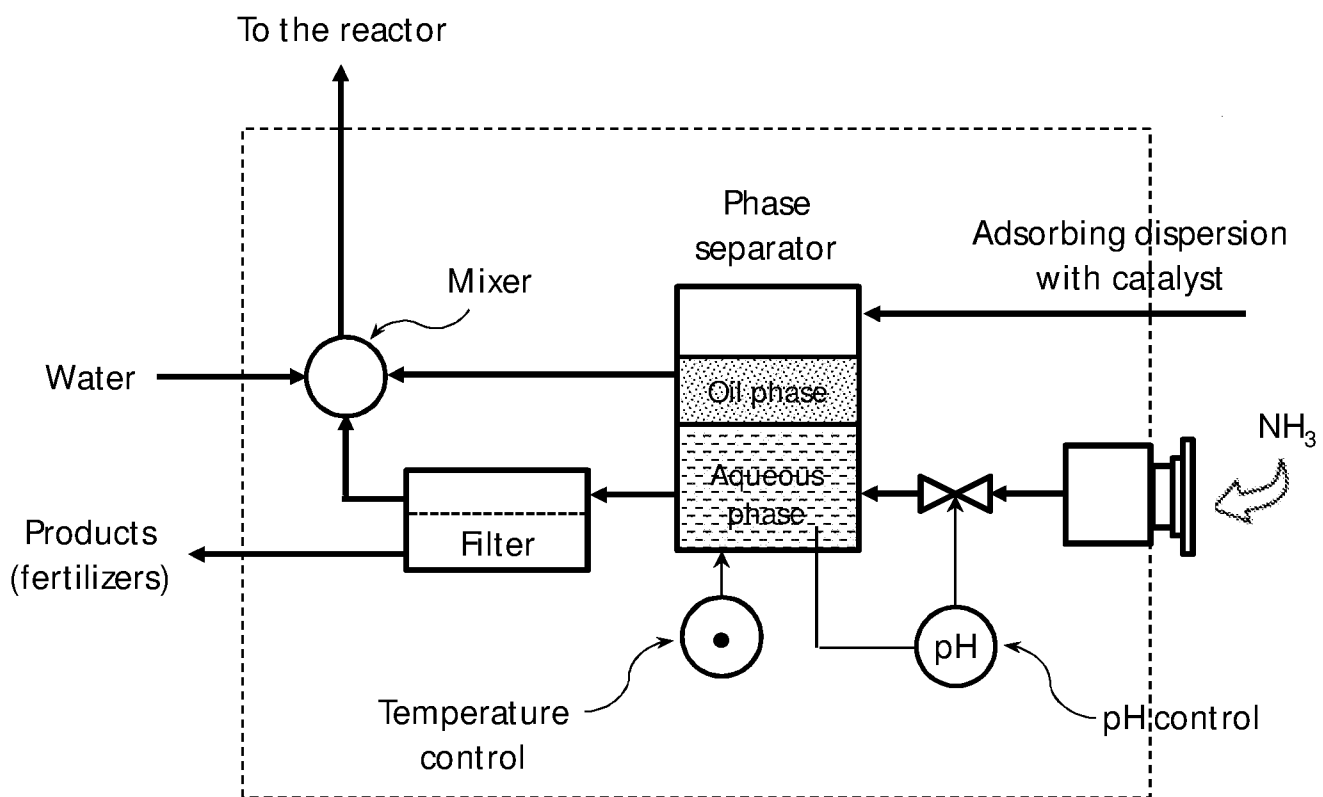 To the reactor
Phase
separator
Adsorbing dispersion
with catalyst
Mixer
Water
Oil phase
NH₃
Aqueous
phase
Products
(fertilizers)
Filter
pH
Temperature
control
pH control